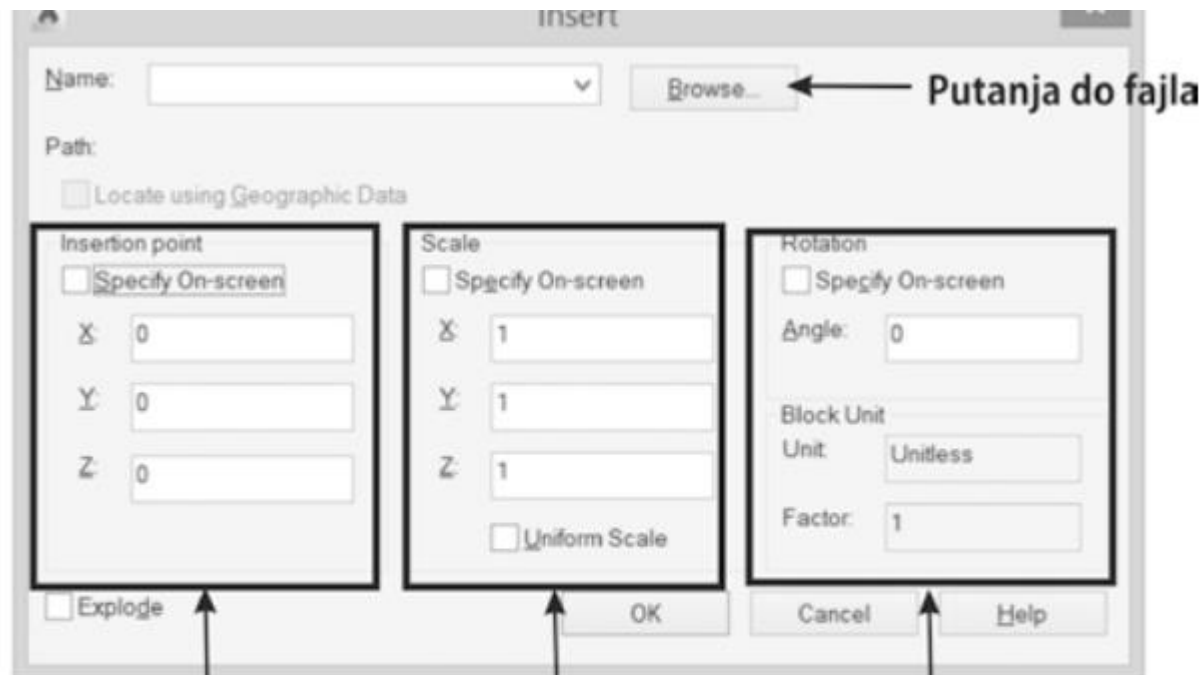 Insert
Name:
Browse...
Putanja do fajla
Path:
Locate using Geographic Data
Insertion point
Specify On-screen
X: 0
Y: 0
Z: 0
Scale
Specify On-screen
X: 1
Y: 1
Z: 1
Uniform Scale
Rotation
Specify On-screen
Angle: 0
Block Unit
Unit: Unitless
Factor: 1
Explode
OK
Cancel
Help